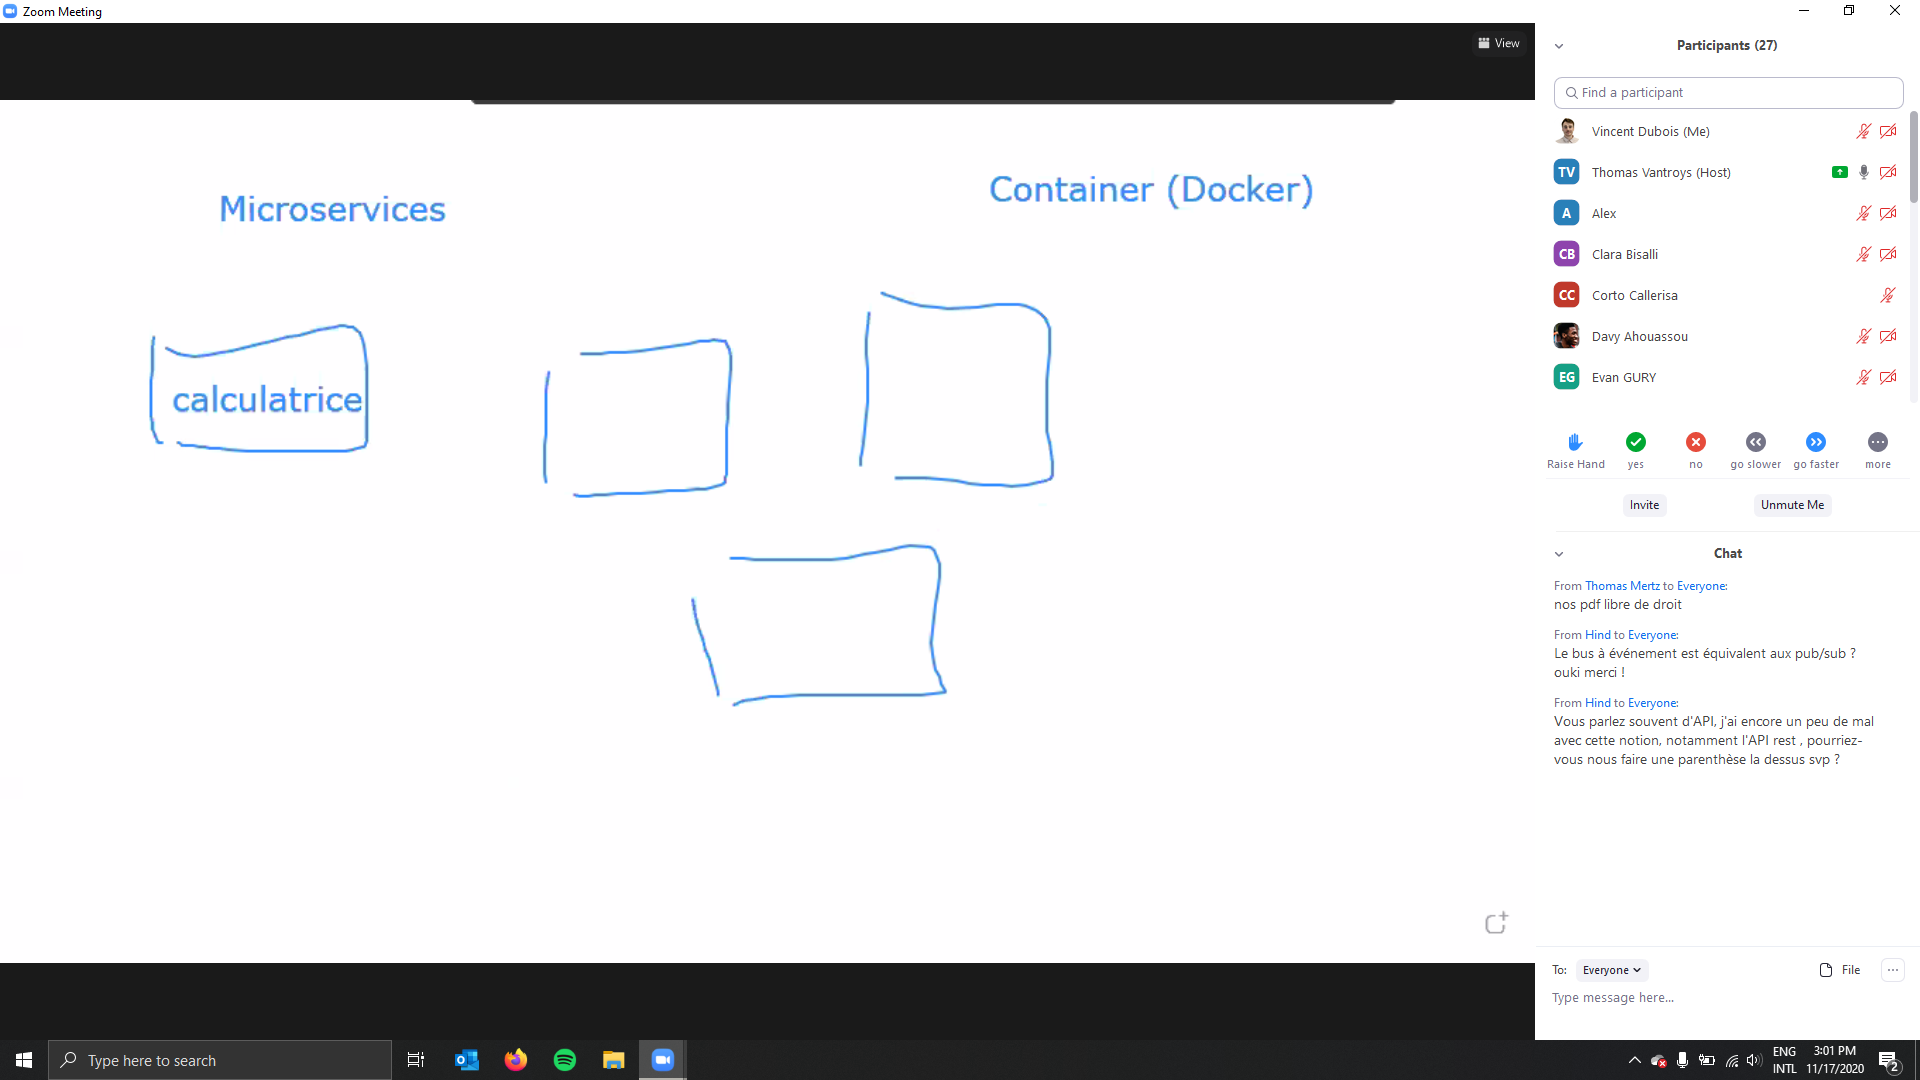 Zoom Meeting
View
Microservices
Container (Docker)
calculatrice
Participants (27)
Find a participant
Vincent Dubois (Me)
TV Thomas Vantroys (Host)
A Alex
CB Clara Bisalli
CC Corto Callerisa
Davy Ahouassou
EG Evan GURY
Raise Hand yes no go slower go faster more
Invite Unmute Me
Chat
From Thomas Mertz to Everyone:
nos pdf libre de droit
From Hind to Everyone:
Le bus à événement est équivalent aux pub/sub ?
ouki merci !
From Hind to Everyone:
Vous parlez souvent d'API, j'ai encore un peu de mal
avec cette notion, notamment l'API rest , pourriez-
vous nous faire une parenthèse la dessus svp ?
To: Everyone File
Type message here...
Type here to search
ENG 3:01 PM
INTL 11/17/2020
2